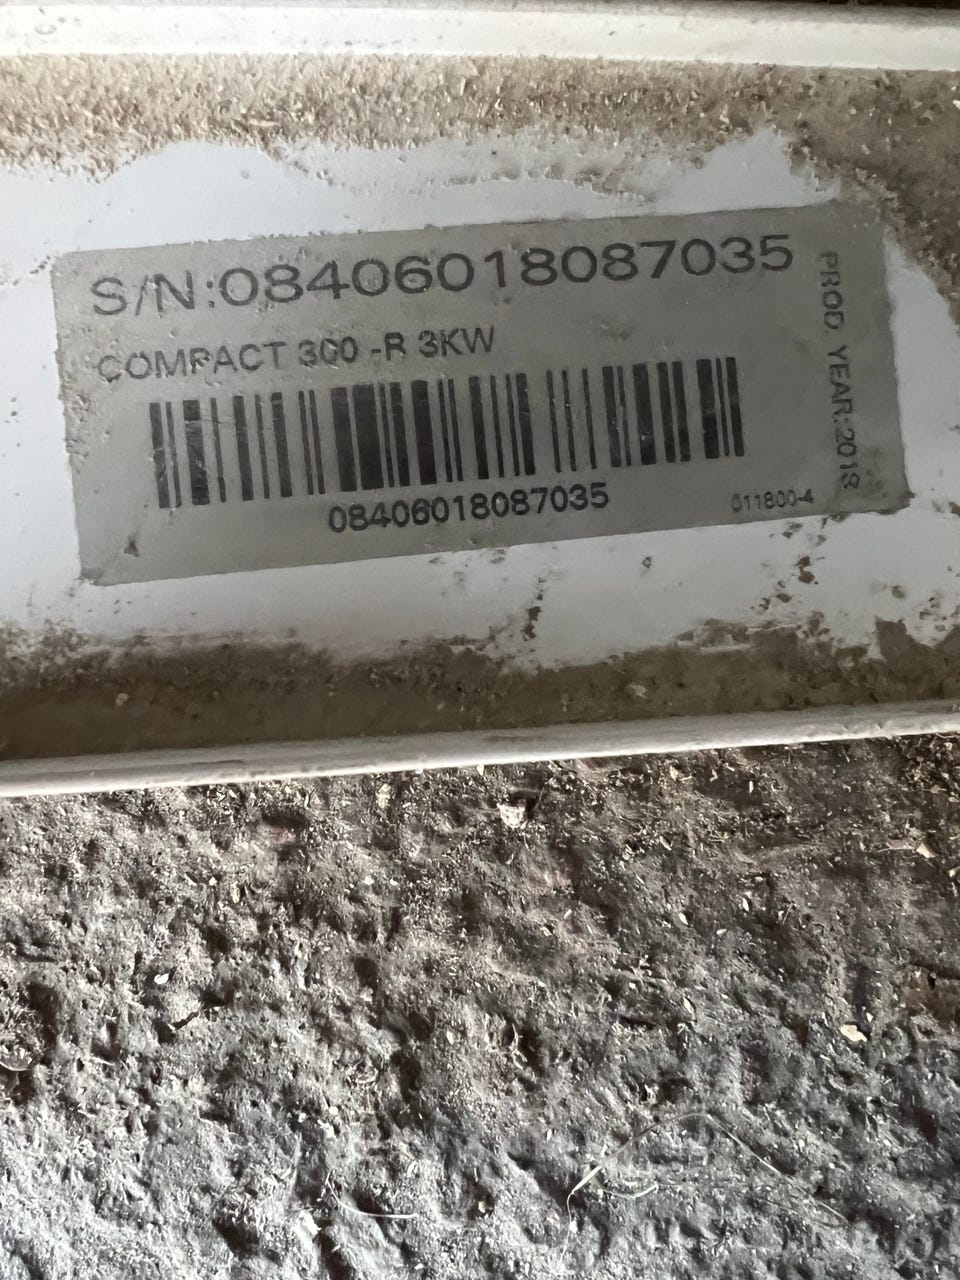 S/N:08406018087035
COMPACT 300 -R 3KW
08406018087035
011800-4
PROD. YEAR:2018